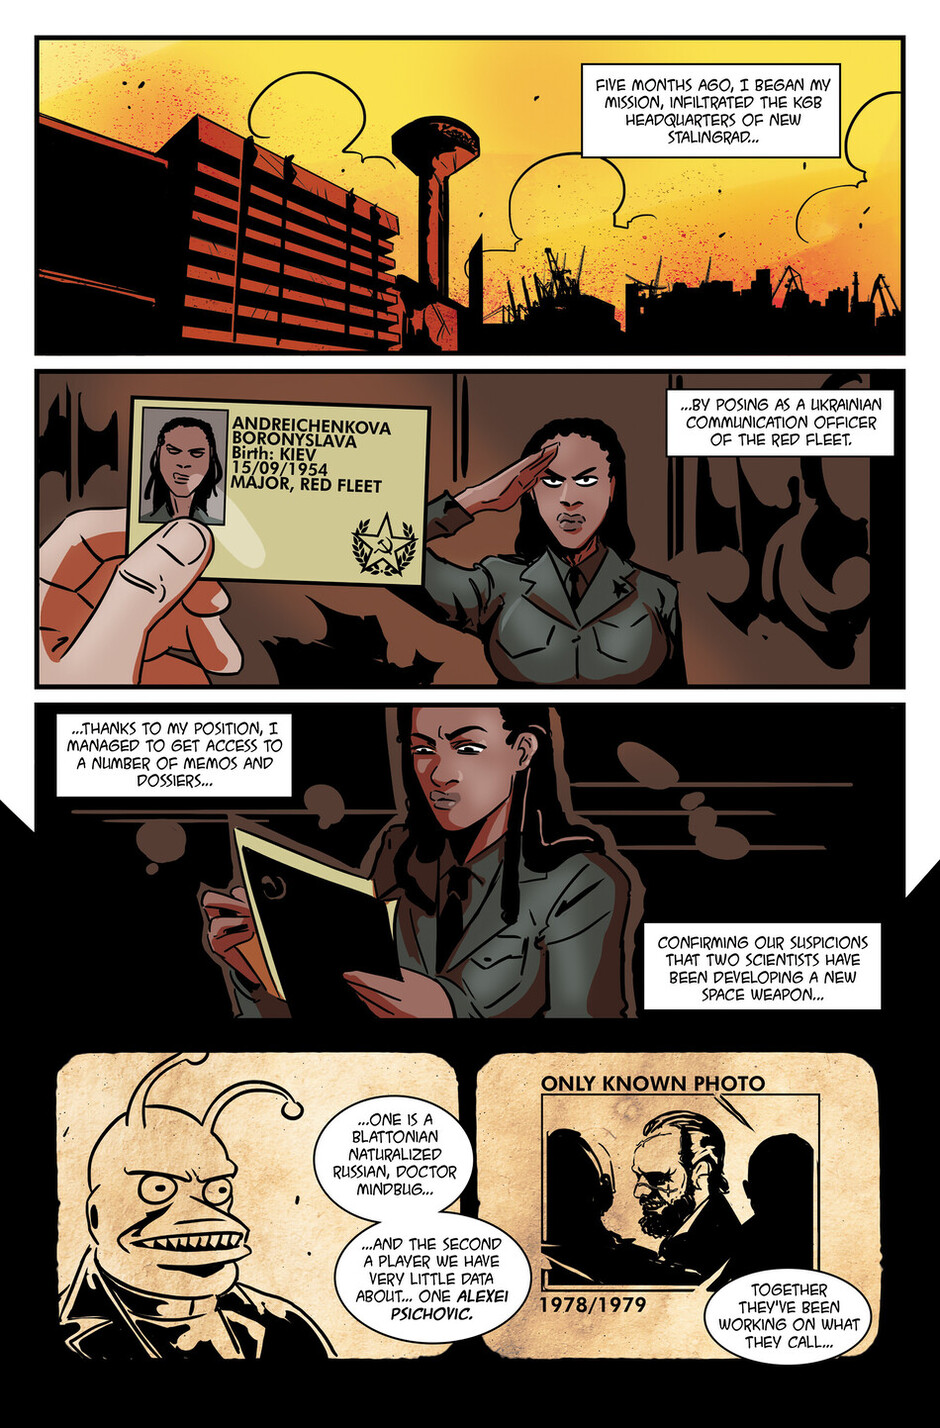 FIVE MONTHS AGO, I BEGAN MY
MISSION, INFILTRATED THE KGB
HEADQUARTERS OF NEW
STALINGRAD...
...BY POSING AS A UKRAINIAN
COMMUNICATION OFFICER
OF THE RED FLEET.
ANDREICHENKOVA
BORONYSLAVA
Birth: KIEV
15/09/1954
MAJOR, RED FLEET
...THANKS TO MY POSITION, I
MANAGED TO GET ACCESS TO
A NUMBER OF MEMOS AND
DOSSIERS...
CONFIRMING OUR SUSPICIONS
THAT TWO SCIENTISTS HAVE
BEEN DEVELOPING A NEW
SPACE WEAPON...
...ONE IS A
BLATTONIAN
NATURALIZED
RUSSIAN, DOCTOR
MINDBUG...
...AND THE SECOND
A PLAYER WE HAVE
VERY LITTLE DATA
ABOUT... ONE ALEXEI
PSICHOVIC.
ONLY KNOWN PHOTO
1978/1979
TOGETHER
THEY'VE BEEN
WORKING ON WHAT
THEY CALL...